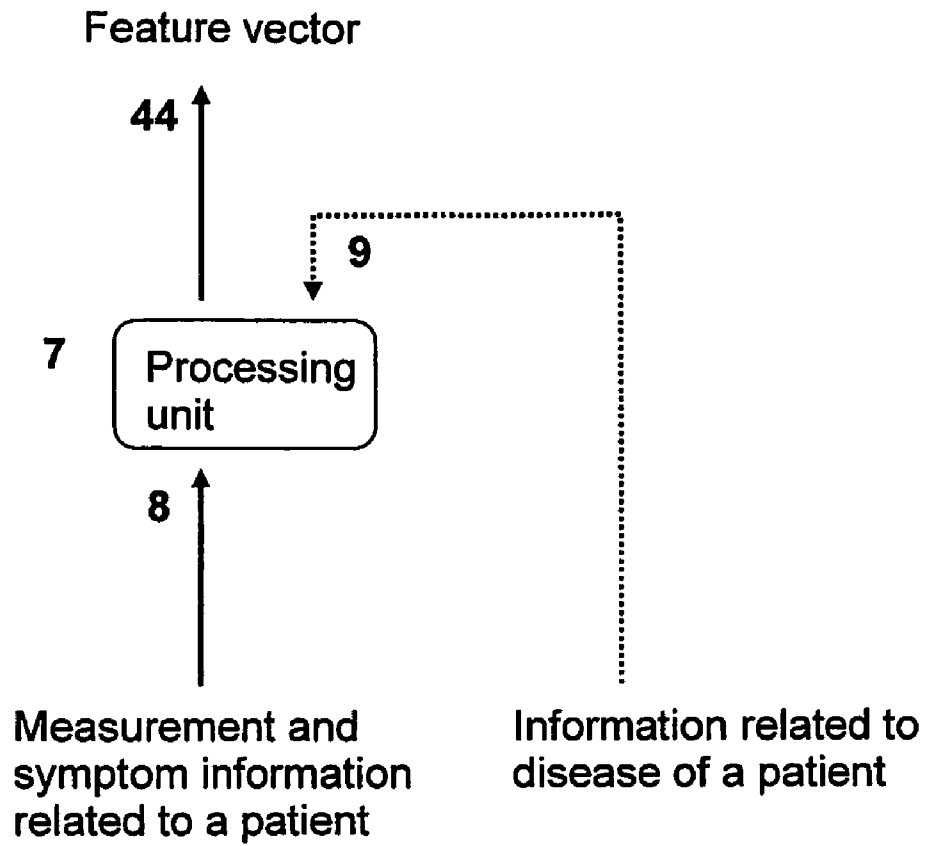 Feature vector
44
9
7
Processing
unit
8
Measurement and
symptom information
related to a patient
Information related to
disease of a patient